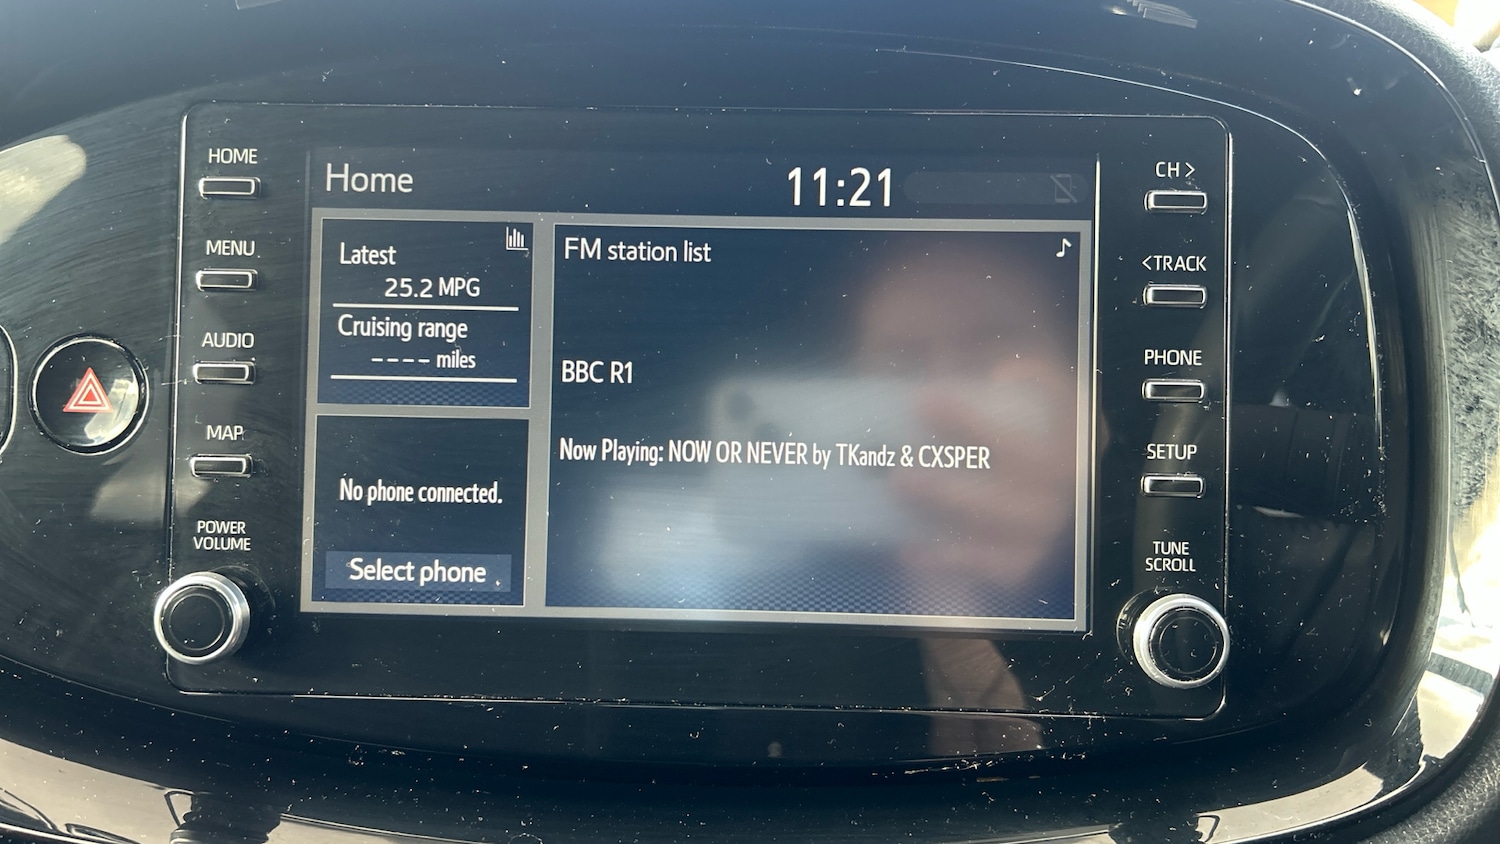 HOME
MENU
AUDIO
MAP
POWER
VOLUME
Home
11:21
Latest
25.2 MPG
Cruising range
---- miles
No phone connected.
Select phone
FM station list
BBC R1
Now Playing: NOW OR NEVER by TKandz & CXSPER
CH >
<TRACK
PHONE
SETUP
TUNE
SCROLL